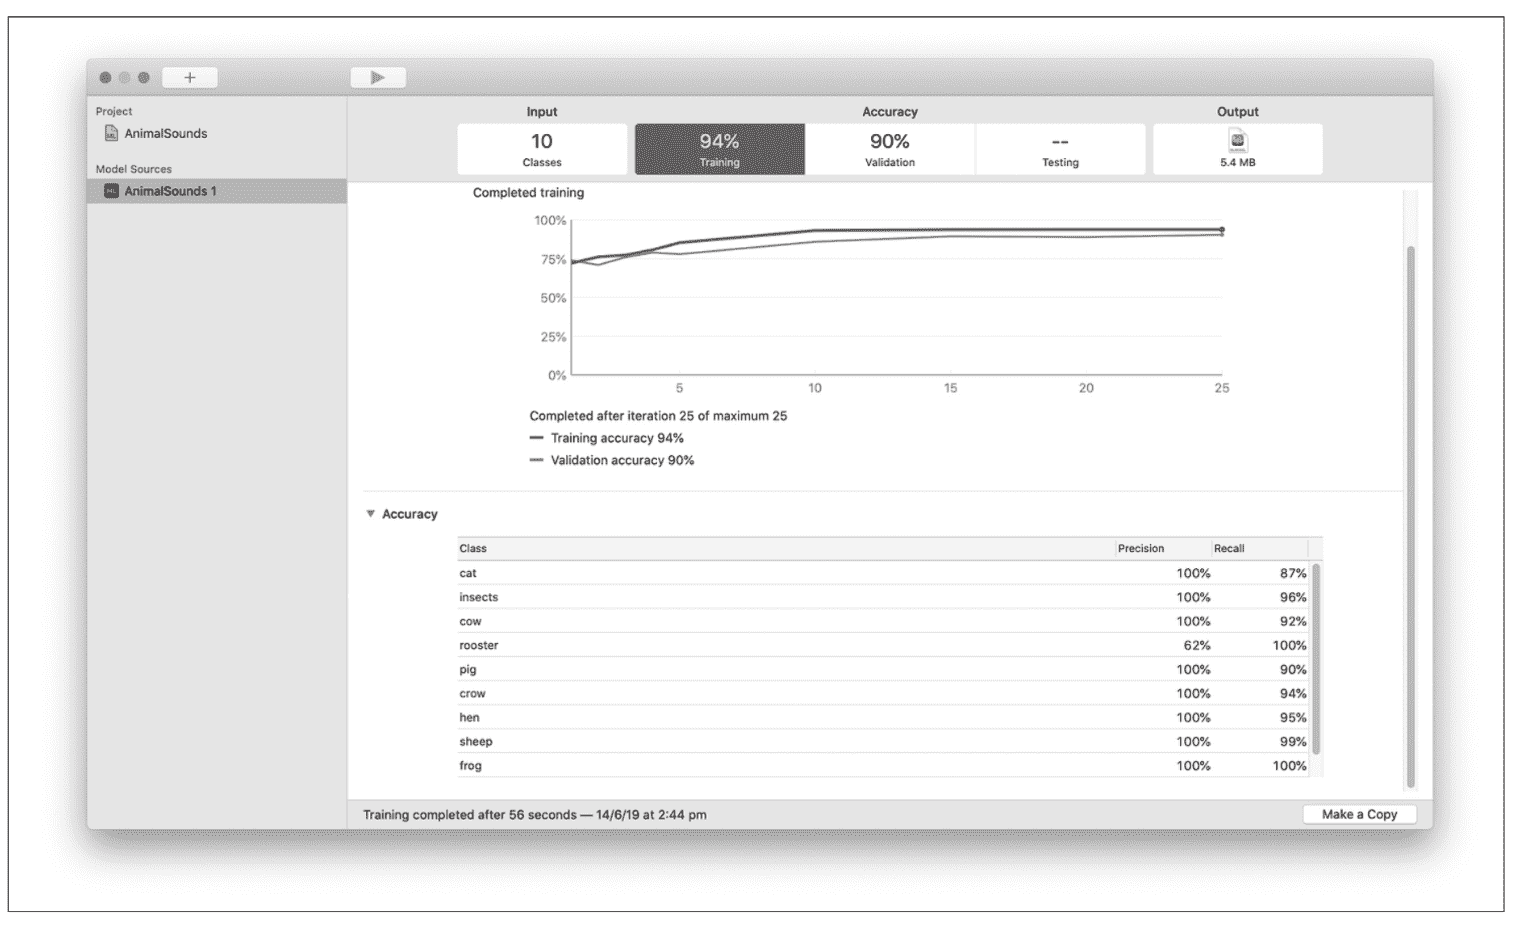 +
Project
AnimalSounds
Model Sources
AnimalSounds 1
Input
Accuracy
Output
10
Classes
94%
Training
90%
Validation
--
Testing
5.4 MB
Completed training
100%
75%
50%
25%
0%
5 10 15 20 25
Completed after iteration 25 of maximum 25
Training accuracy 94%
Validation accuracy 90%
Accuracy
Class Precision Recall
cat 100% 87%
insects 100% 96%
cow 100% 92%
rooster 62% 100%
pig 100% 90%
crow 100% 94%
hen 100% 95%
sheep 100% 99%
frog 100% 100%
Training completed after 56 seconds — 14/6/19 at 2:44 pm
Make a Copy